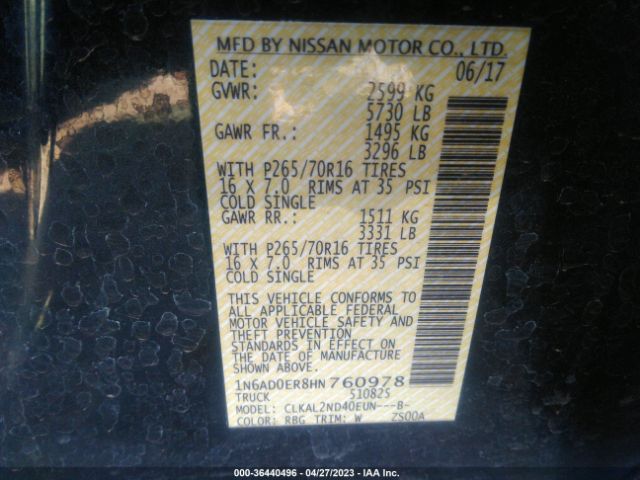 MFD BY NISSAN MOTOR CO., LTD.
DATE: 06/17
GVWR: 2599 KG
5730 LB
GAWR FR.: 1495 KG
3296 LB
WITH P265/70R16 TIRES
16 X 7.0 RIMS AT 35 PSI
COLD SINGLE
GAWR RR.: 1511 KG
3331 LB
WITH P265/70R16 TIRES
16 X 7.0 RIMS AT 35 PSI
COLD SINGLE
THIS VEHICLE CONFORMS TO
ALL APPLICABLE FEDERAL
MOTOR VEHICLE SAFETY AND
THEFT PREVENTION
STANDARDS IN EFFECT ON
THE DATE OF MANUFACTURE
SHOWN ABOVE.
1N6AD0ER8HN760978
TRUCK 51082S
MODEL: CLKAL2ND40EUN---B-
COLOR: RBG TRIM: W ZS00A
000-36440496 - 04/27/2023 - IAA Inc.